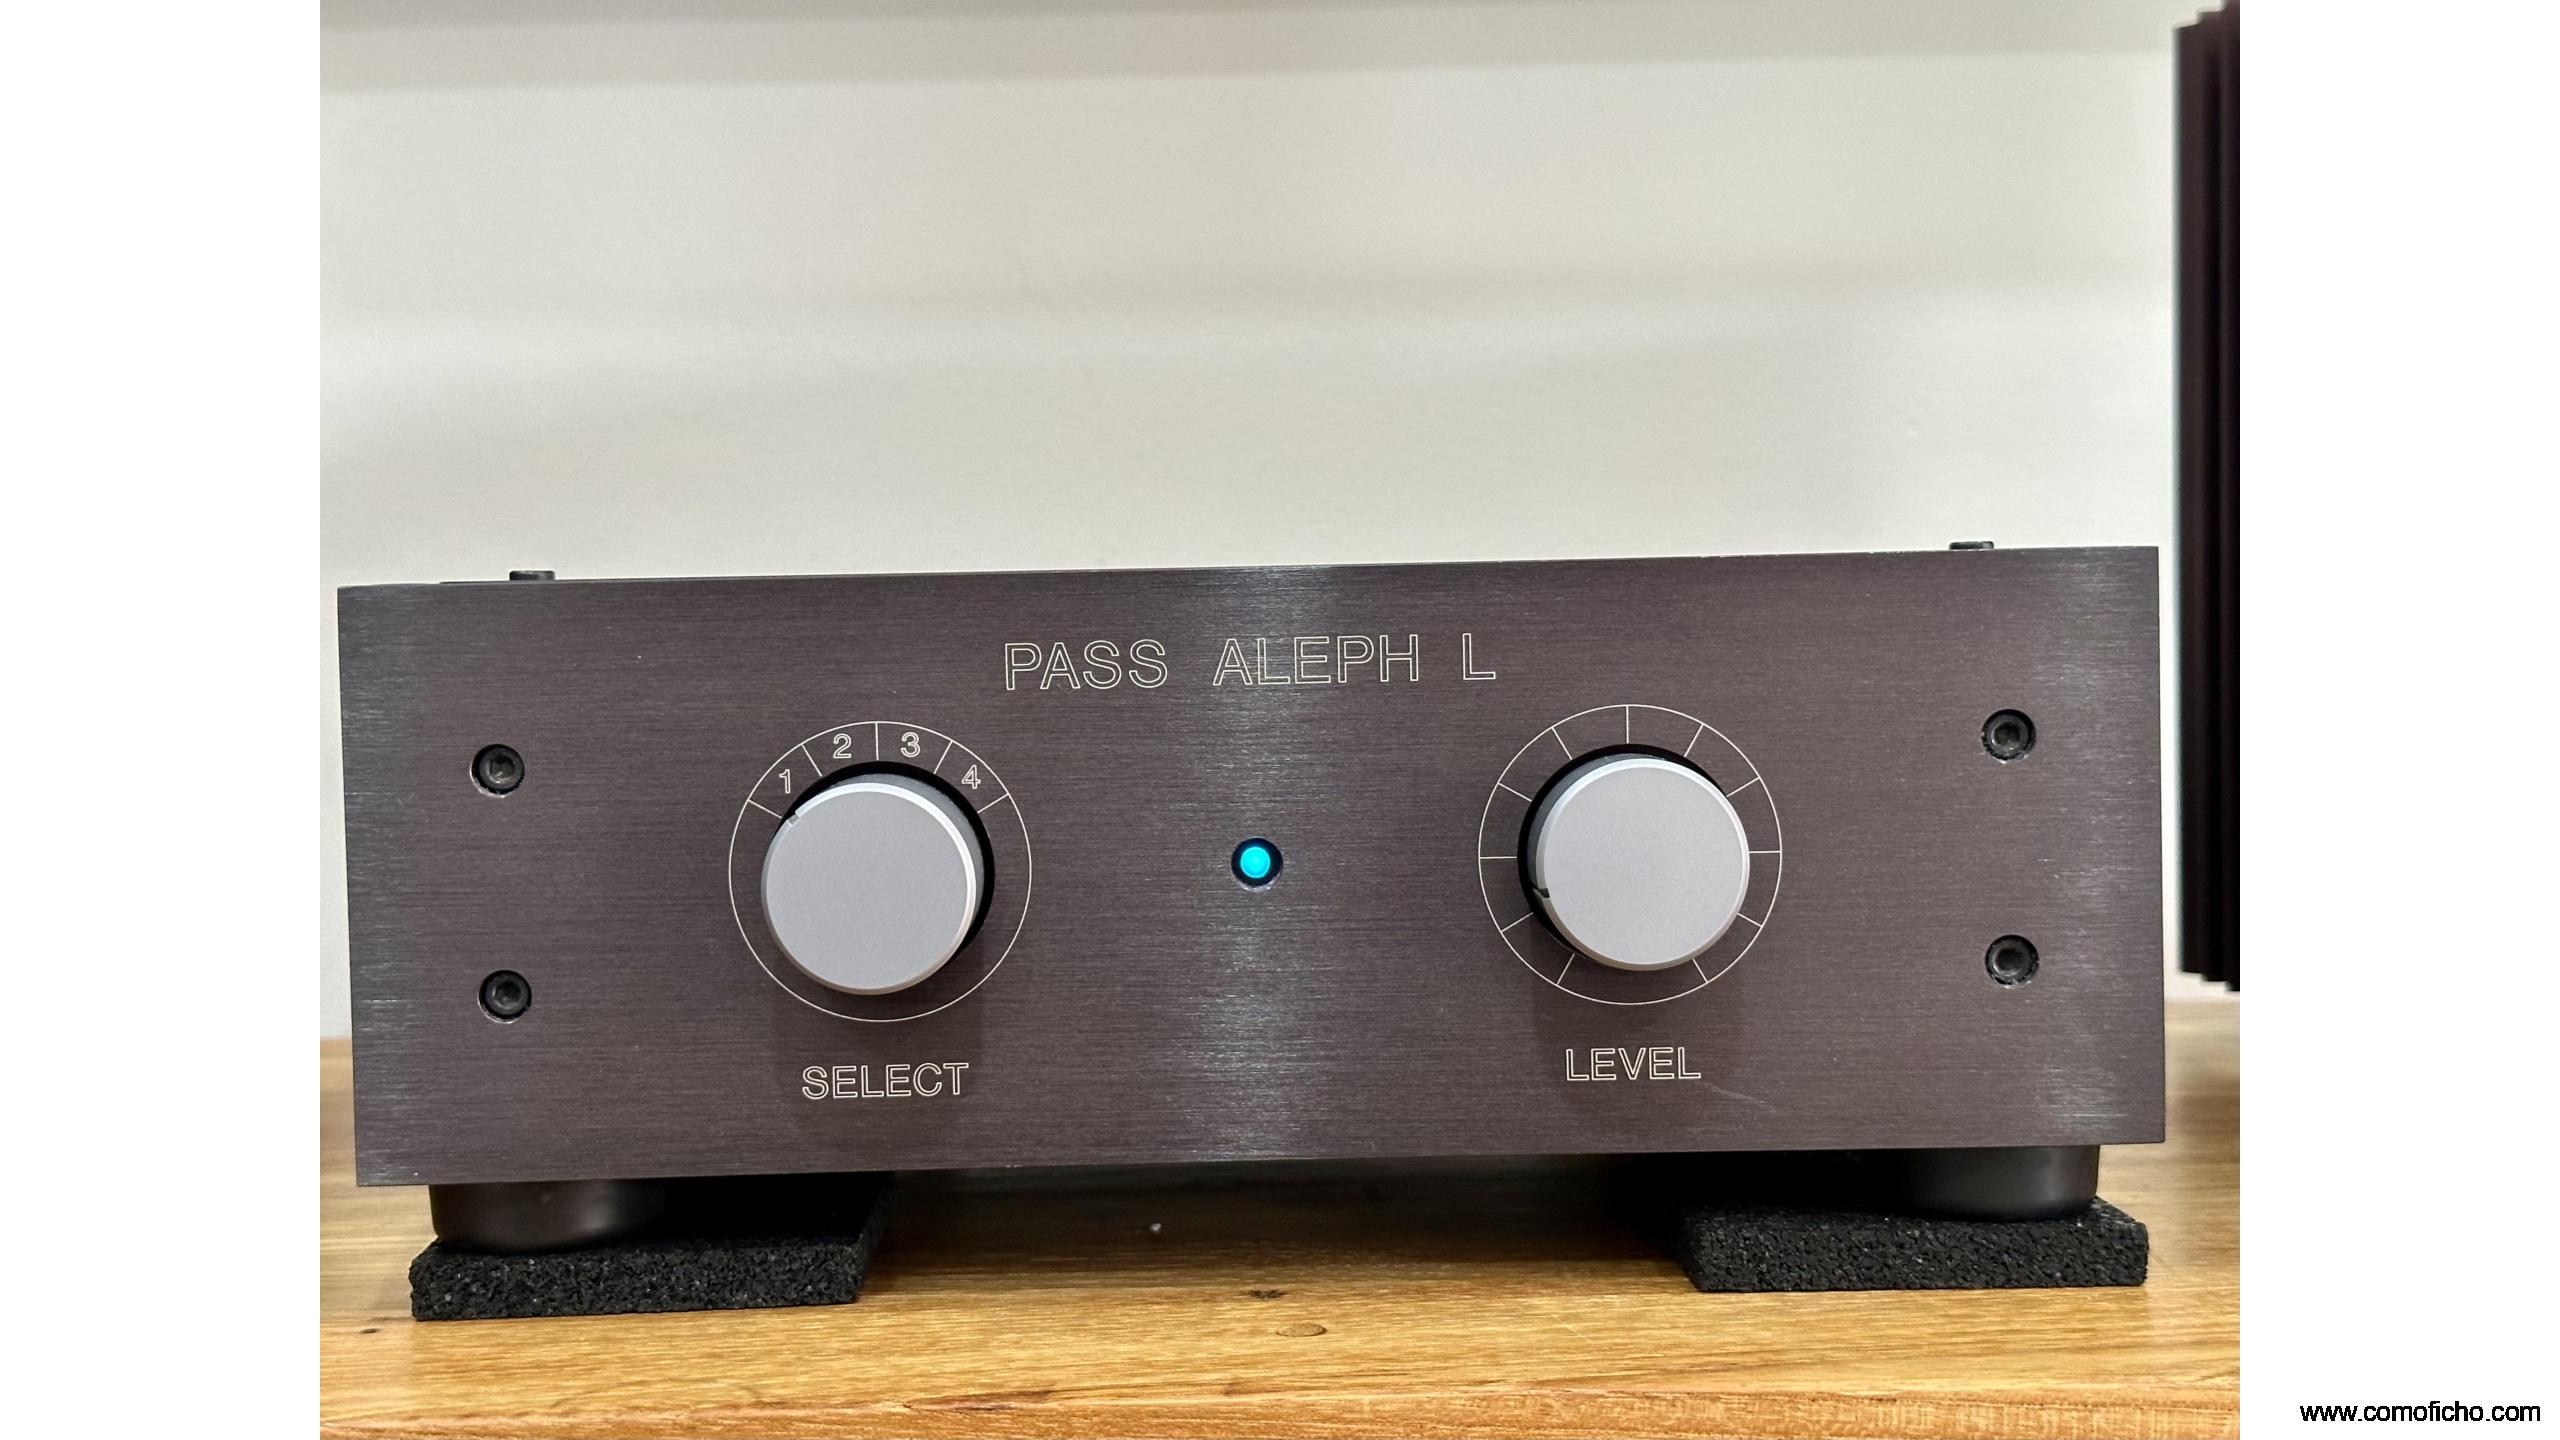 PASS ALEPH L
1 2 3 4
SELECT
LEVEL
www.comoficho.com